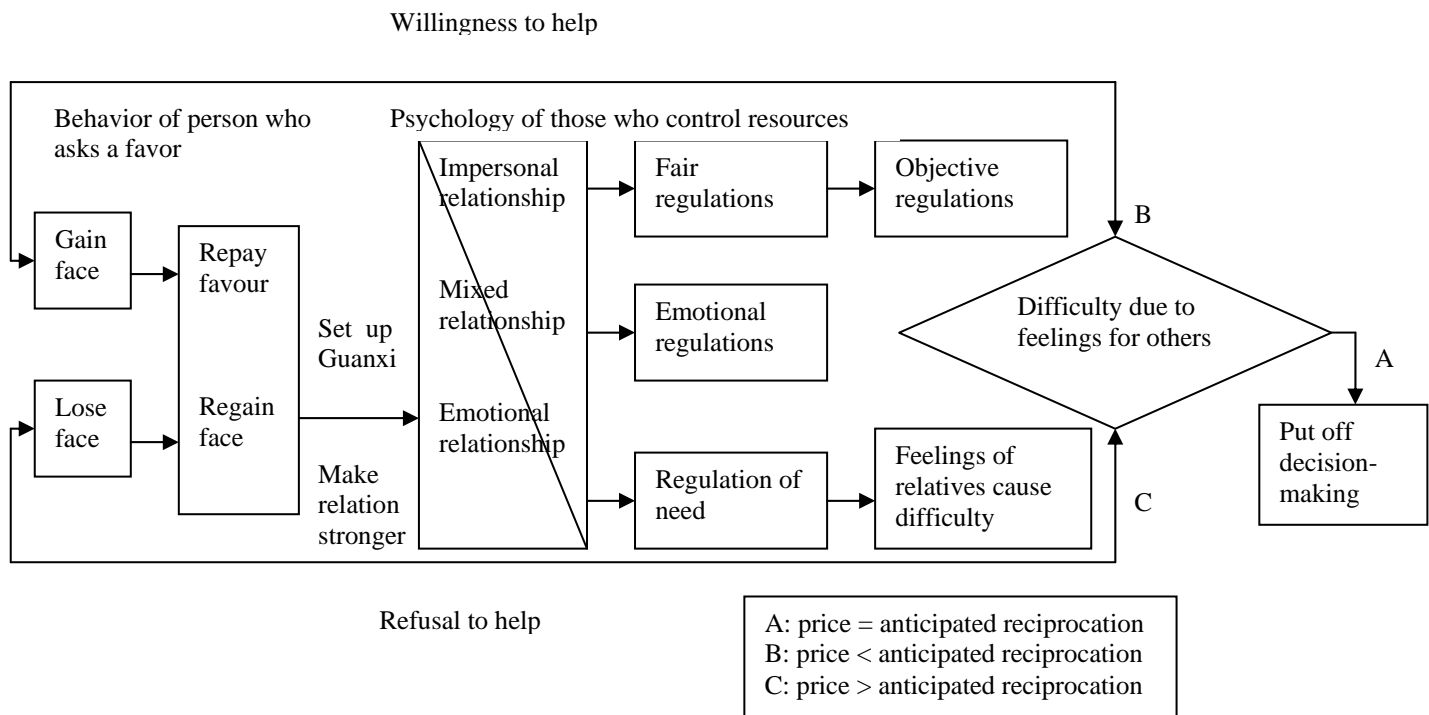 Willingness to help
Behavior of person who
asks a favor
Psychology of those who control resources
Gain
face
Lose
face
Repay
favour
Regain
face
Set up
Guanxi
Make
relation
stronger
Impersonal
relationship
Mixed
relationship
Emotional
relationship
Fair
regulations
Objective
regulations
Emotional
regulations
Regulation of
need
Feelings of
relatives cause
difficulty
B
Difficulty due to
feelings for others
A
C
Put off
decision-
making
Refusal to help
A: price = anticipated reciprocation
B: price < anticipated reciprocation
C: price > anticipated reciprocation